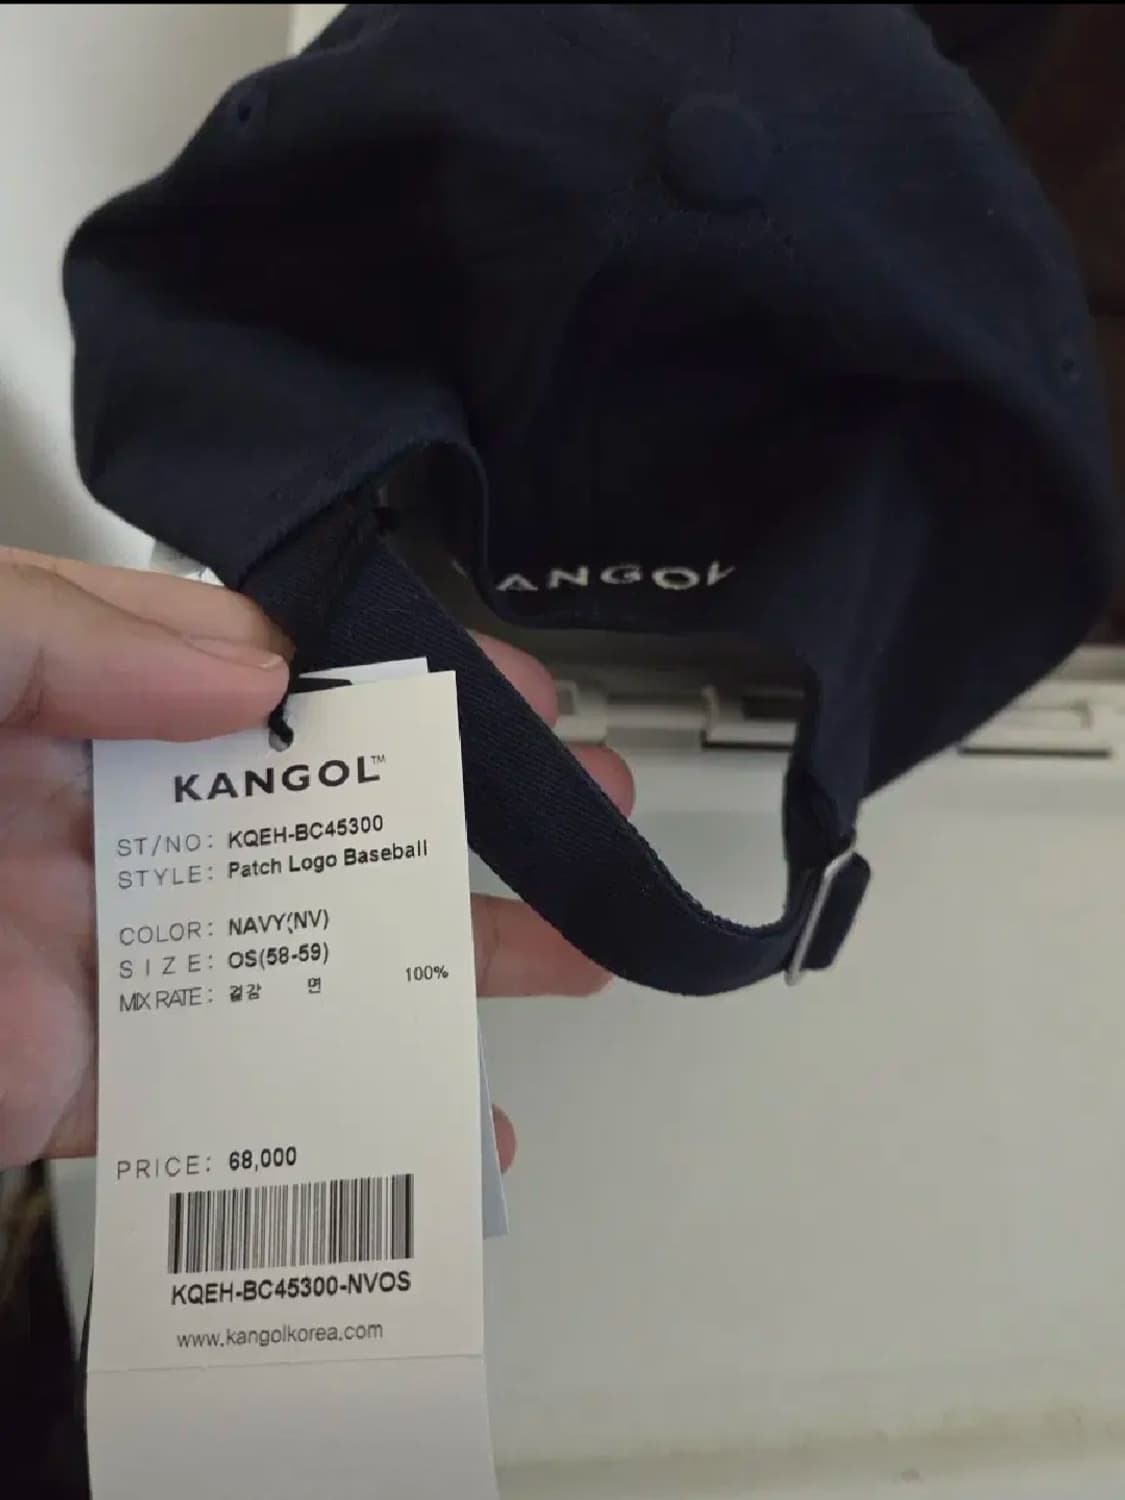 ANGOL
KANGOL™
ST/NO: KQEH-BC45300
STYLE: Patch Logo Baseball
COLOR: NAVY(NV)
SIZE: OS(58-59)
MIX RATE: 겉감 면 100%
PRICE: 68,000
KQEH-BC45300-NVOS
www.kangolkorea.com